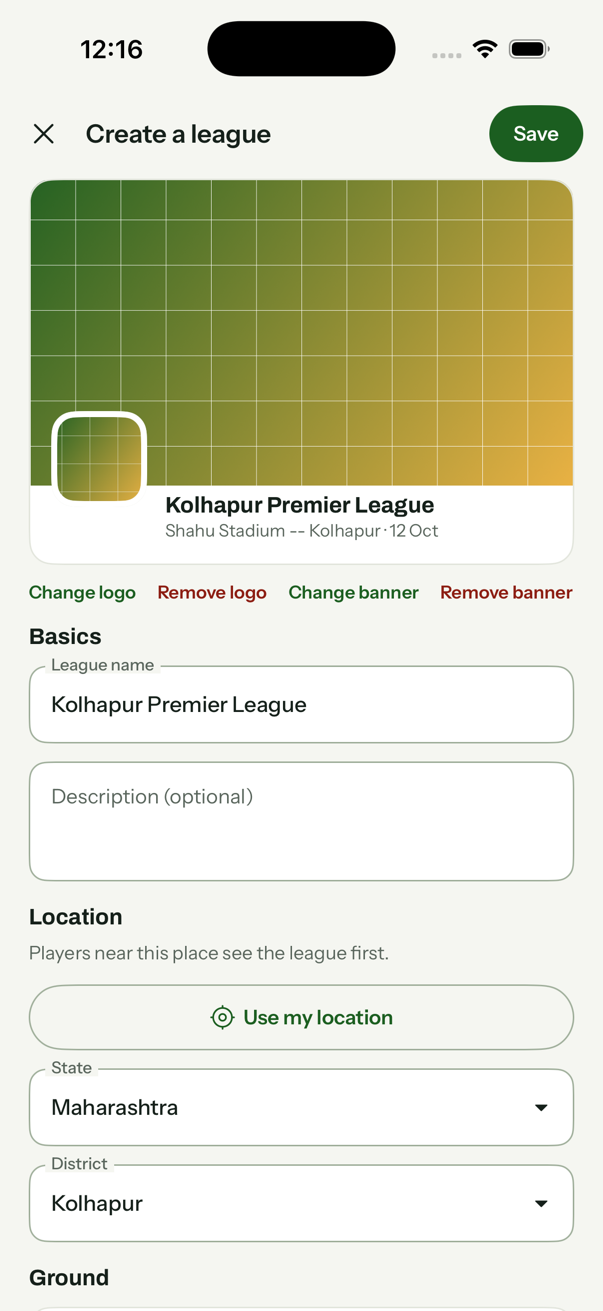 12:16
Create a league
Save
Kolhapur Premier League
Shahu Stadium -- Kolhapur · 12 Oct
Change logo Remove logo Change banner Remove banner
Basics
League name
Kolhapur Premier League
Description (optional)
Location
Players near this place see the league first.
Use my location
State
Maharashtra
District
Kolhapur
Ground